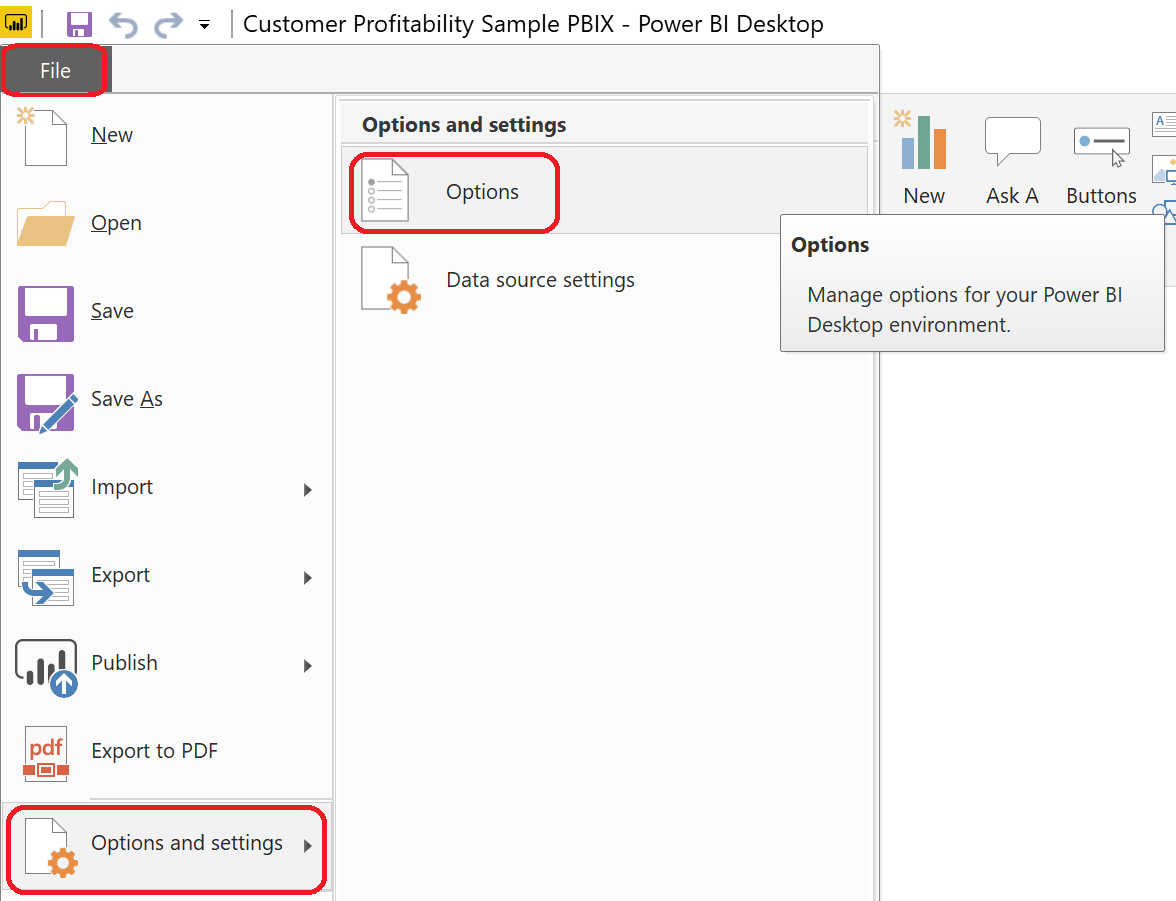 Customer Profitability Sample PBIX - Power BI Desktop
File
New
Open
Save
Save As
Import
Export
Publish
pdf
Export to PDF
Options and settings
Options and settings
Options
Data source settings
New
Ask A
Buttons
A
Options
Manage options for your Power BI
Desktop environment.